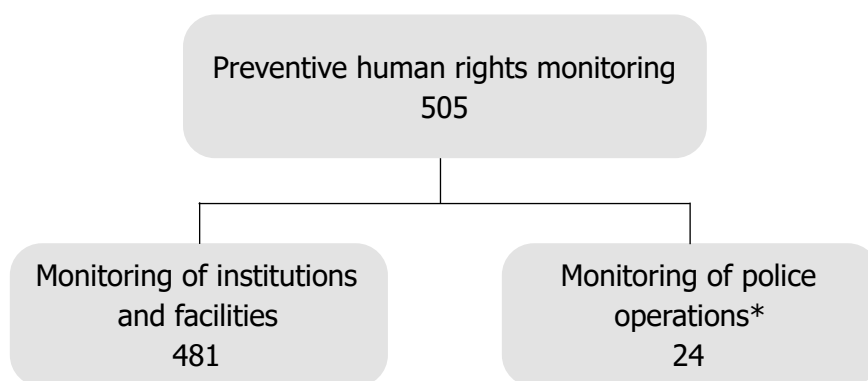 Preventive human rights monitoring
505
Monitoring of institutions
and facilities
481
Monitoring of police
operations*
24